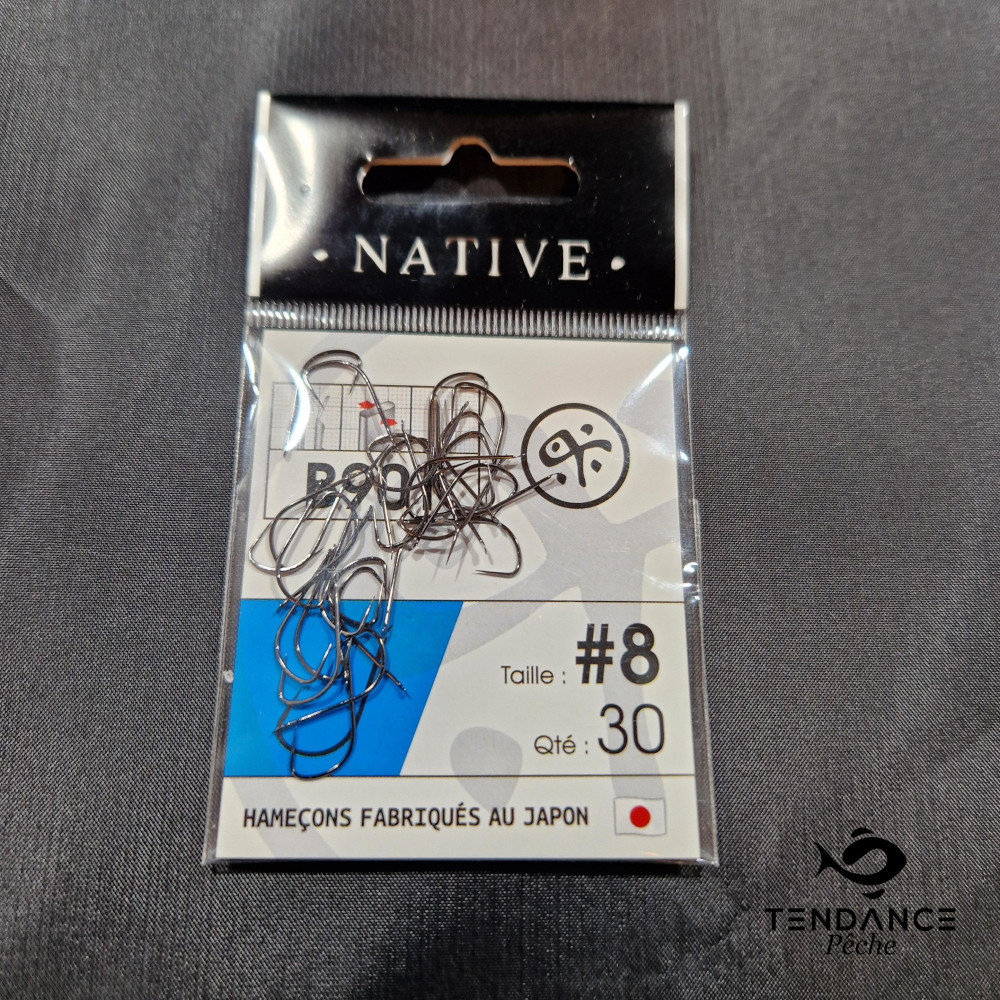 · NATIVE ·
Taille : #8
Qté : 30
HAMEÇONS FABRIQUÉS AU JAPON
TENDANCE
Pêche